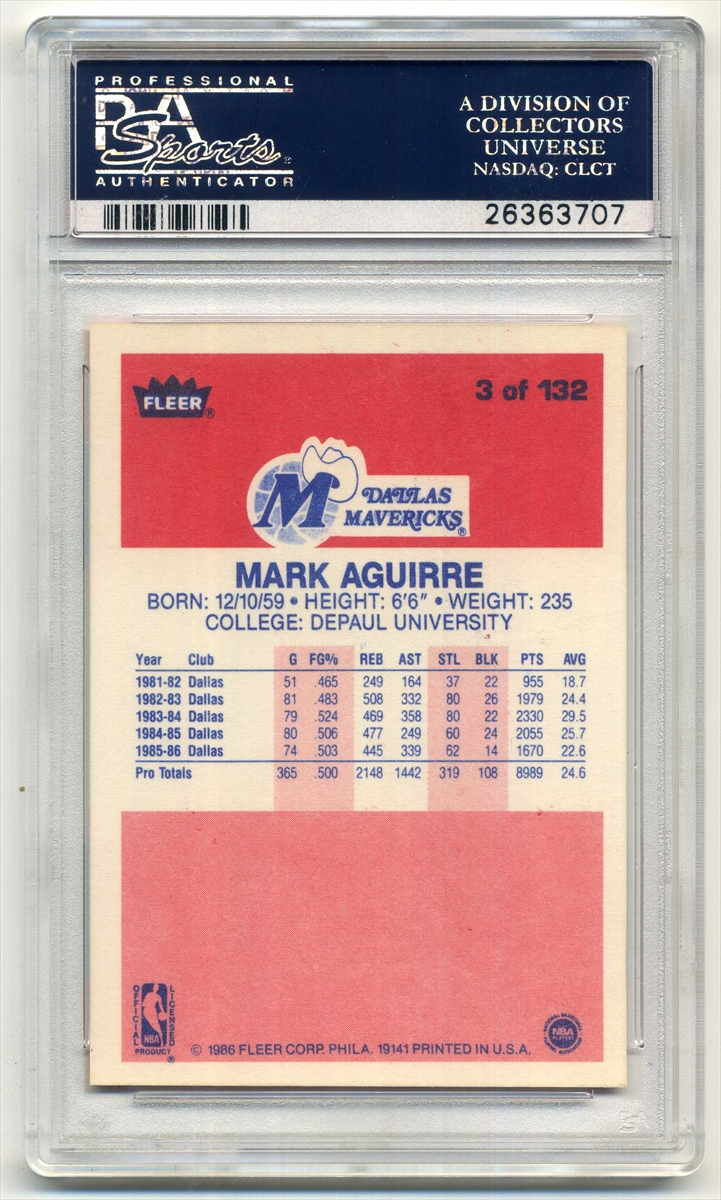 PROFESSIONAL
PSA
Sports
AUTHENTICATOR
A DIVISION OF
COLLECTORS
UNIVERSE
NASDAQ: CLCT
26363707
FLEER®
3 of 132
M DALLAS
MAVERICKS®
MARK AGUIRRE
BORN: 12/10/59 • HEIGHT: 6'6" • WEIGHT: 235
COLLEGE: DEPAUL UNIVERSITY
Year Club G FG% REB AST STL BLK PTS AVG
1981-82 Dallas 51 .465 249 164 37 22 955 18.7
1982-83 Dallas 81 .483 508 332 80 26 1979 24.4
1983-84 Dallas 79 .524 469 358 80 22 2330 29.5
1984-85 Dallas 80 .506 477 249 60 24 2055 25.7
1985-86 Dallas 74 .503 445 339 62 14 1670 22.6
Pro Totals 365 .500 2148 1442 319 108 8989 24.6
OFFICIAL
LICENSED
NBA
PRODUCT®
© 1986 FLEER CORP. PHILA. 19141 PRINTED IN U.S.A.
NATIONAL BASKETBALL
NBA
PLAYERS
ASSOCIATION
PSA